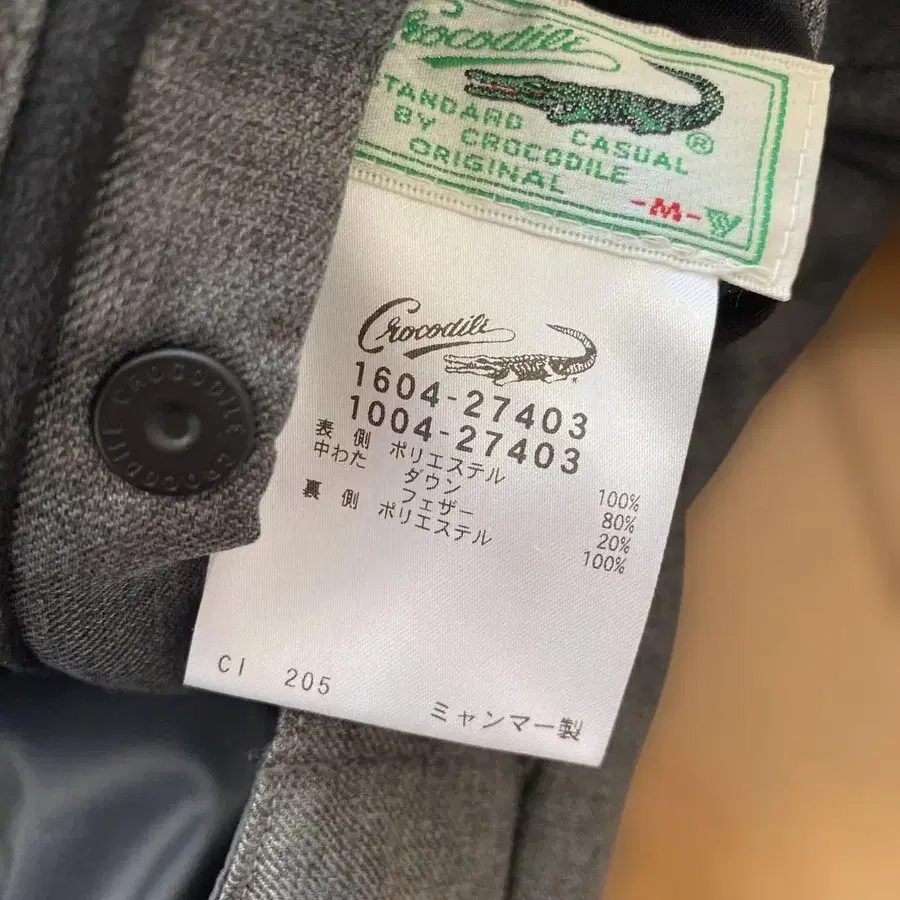 Crocodile
STANDARD CASUAL
BY CROCODILE
ORIGINAL
-M-
Crocodile
1604-27403
1004-27403
表 側 ポリエステル 100%
中わた ダウン 80%
フェザー 20%
裏 側 ポリエステル 100%
CI 205
ミャンマー製
CROCODILE CROCODILE